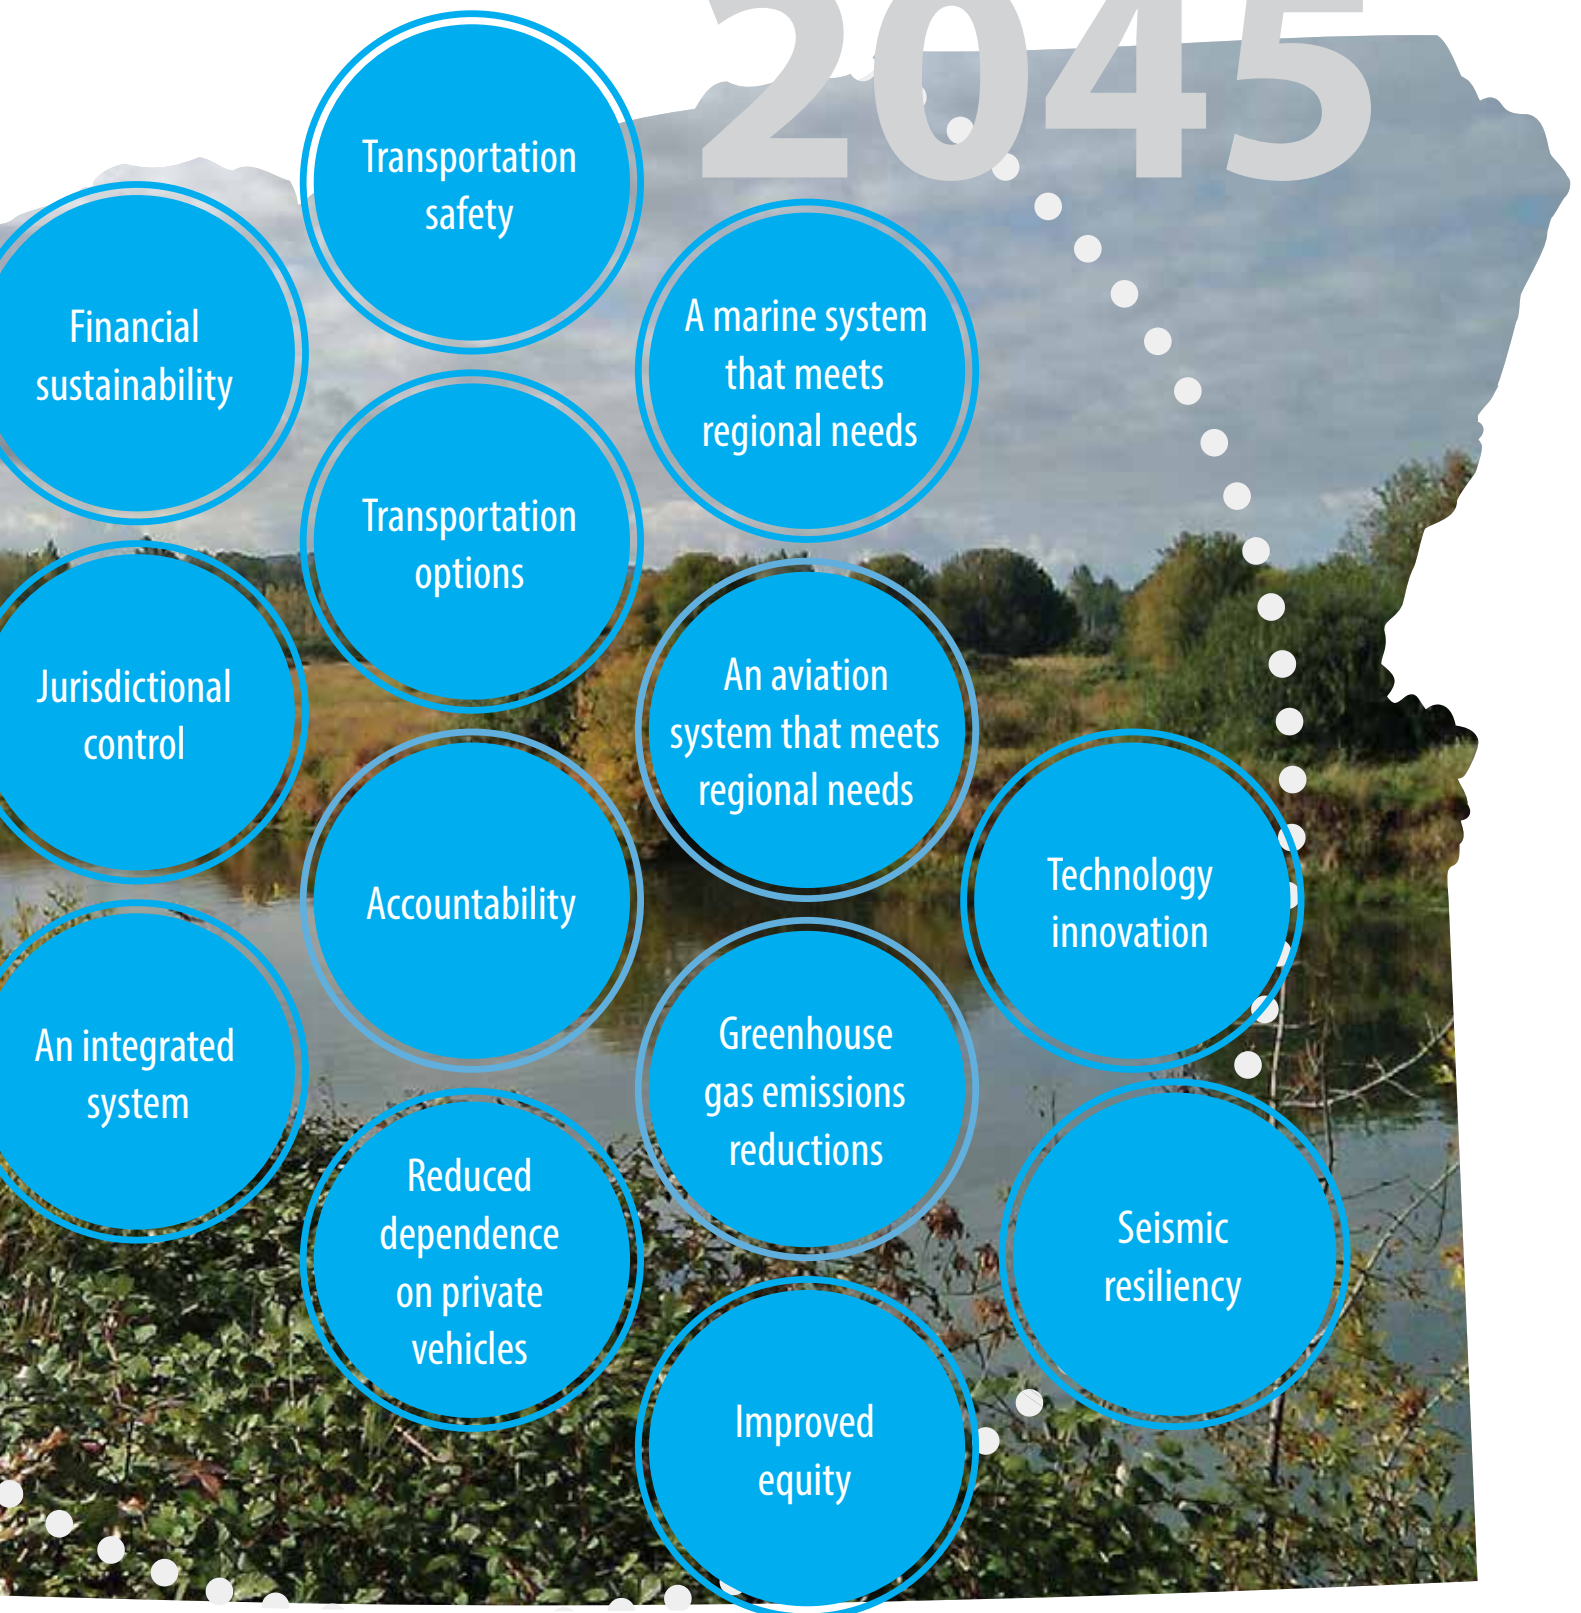 2045
Transportation
safety
Financial
sustainability
A marine system
that meets
regional needs
Transportation
options
Jurisdictional
control
An aviation
system that meets
regional needs
Accountability
Technology
innovation
An integrated
system
Greenhouse
gas emissions
reductions
Reduced
dependence
on private
vehicles
Seismic
resiliency
Improved
equity